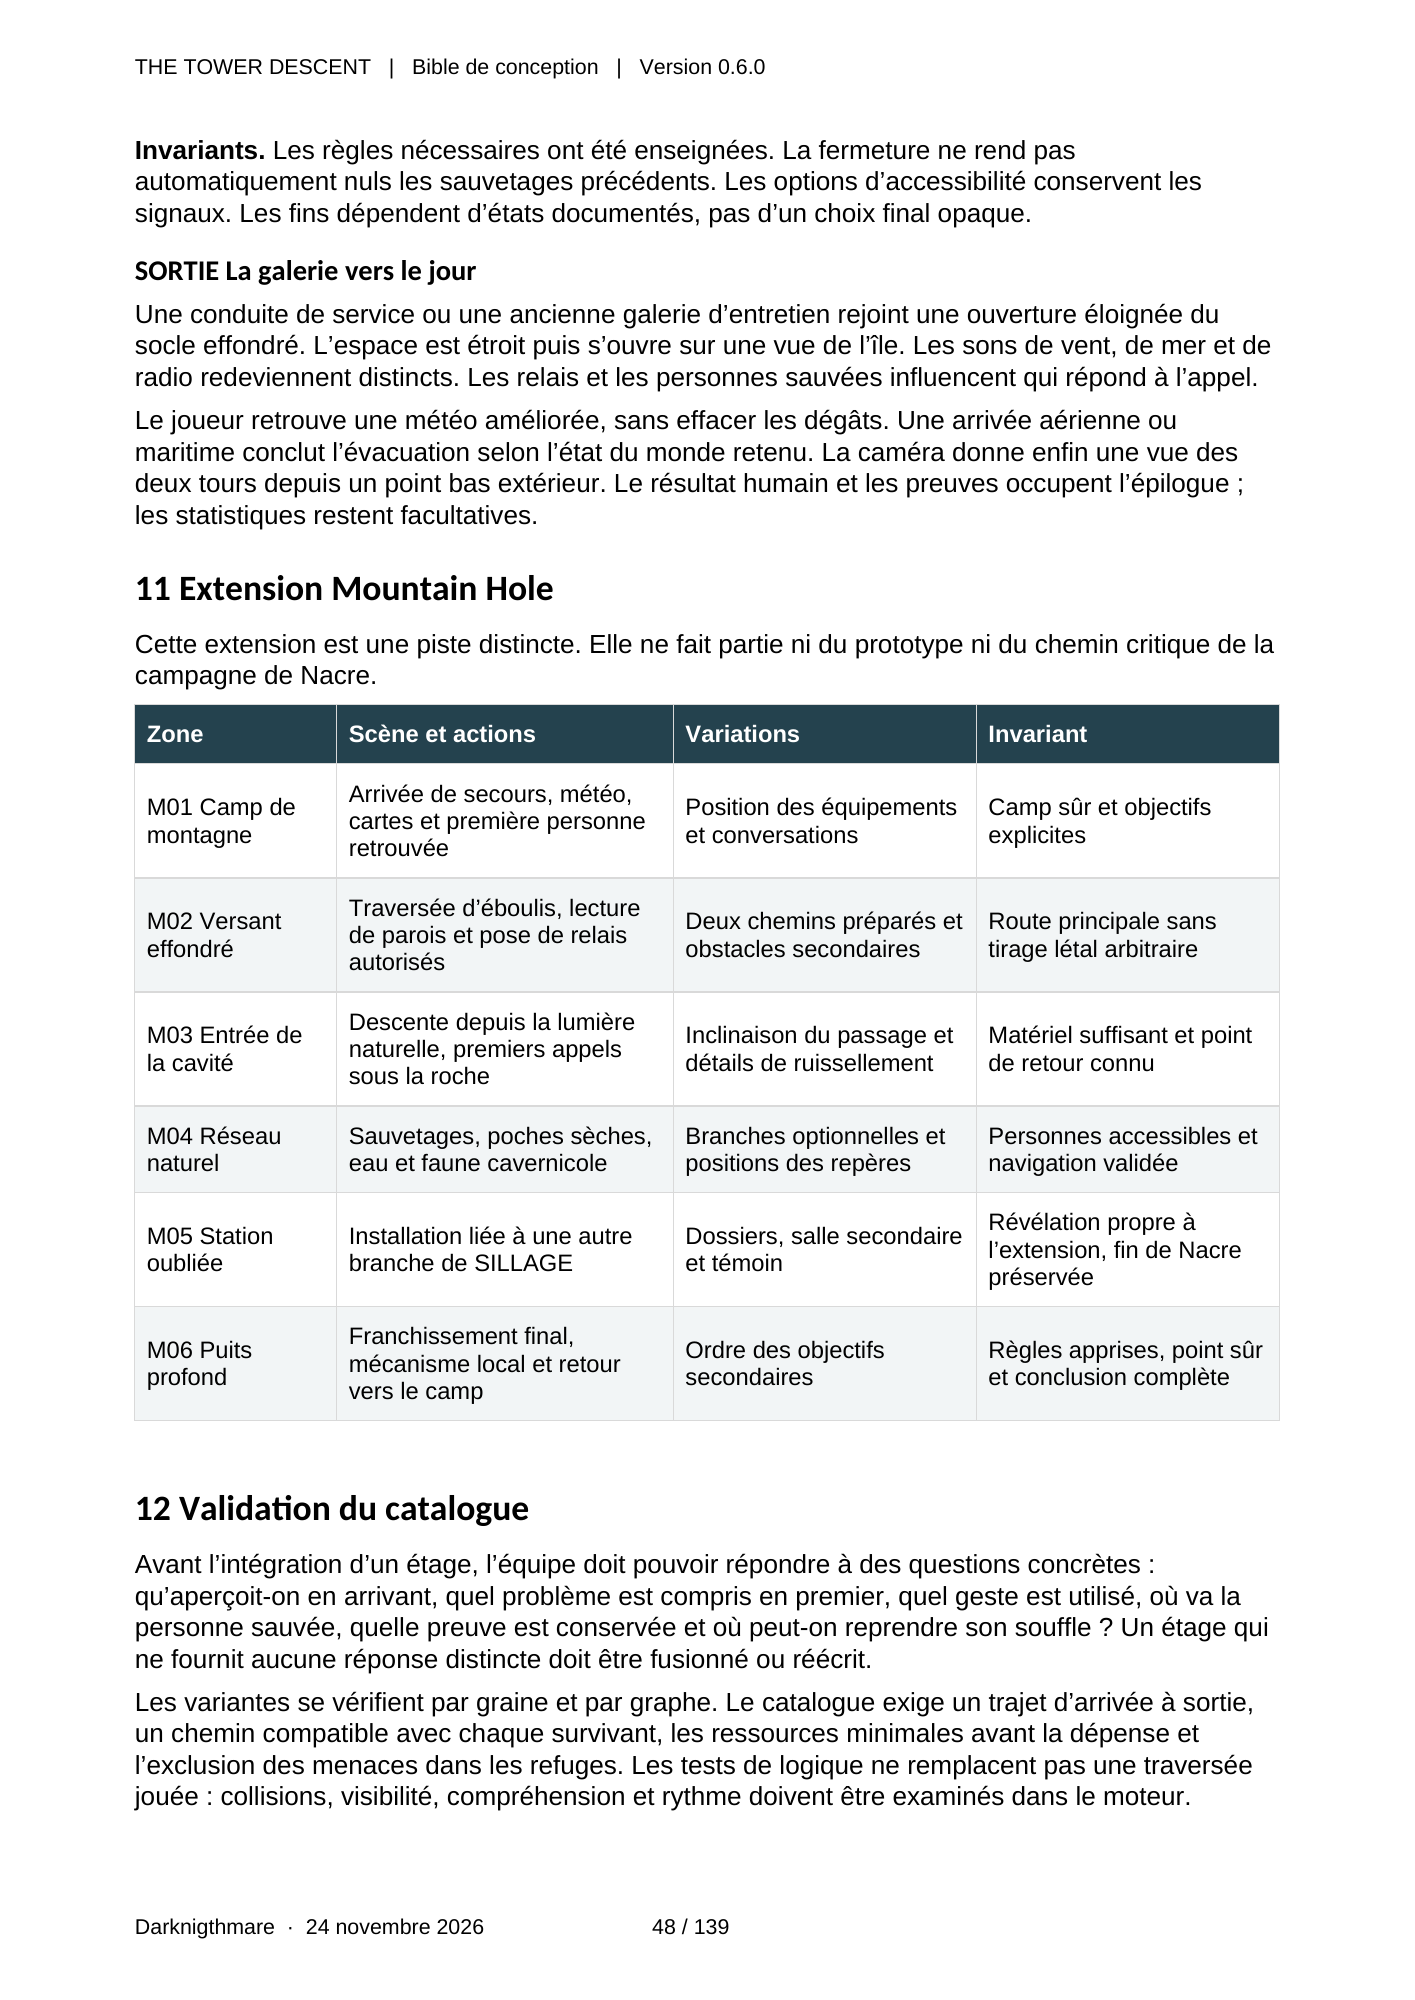 THE TOWER DESCENT | Bible de conception | Version 0.6.0
Invariants. Les règles nécessaires ont été enseignées. La fermeture ne rend pas
automatiquement nuls les sauvetages précédents. Les options d’accessibilité conservent les
signaux. Les fins dépendent d’états documentés, pas d’un choix final opaque.
SORTIE La galerie vers le jour
Une conduite de service ou une ancienne galerie d’entretien rejoint une ouverture éloignée du
socle effondré. L’espace est étroit puis s’ouvre sur une vue de l’île. Les sons de vent, de mer et de
radio redeviennent distincts. Les relais et les personnes sauvées influencent qui répond à l’appel.
Le joueur retrouve une météo améliorée, sans effacer les dégâts. Une arrivée aérienne ou
maritime conclut l’évacuation selon l’état du monde retenu. La caméra donne enfin une vue des
deux tours depuis un point bas extérieur. Le résultat humain et les preuves occupent l’épilogue ;
les statistiques restent facultatives.
11 Extension Mountain Hole
Cette extension est une piste distincte. Elle ne fait partie ni du prototype ni du chemin critique de la
campagne de Nacre.
Zone
Scène et actions
Variations
Invariant
M01 Camp de
montagne
Arrivée de secours, météo,
cartes et première personne
retrouvée
Position des équipements
et conversations
Camp sûr et objectifs
explicites
M02 Versant
effondré
Traversée d’éboulis, lecture
de parois et pose de relais
autorisés
Deux chemins préparés et
obstacles secondaires
Route principale sans
tirage létal arbitraire
M03 Entrée de
la cavité
Descente depuis la lumière
naturelle, premiers appels
sous la roche
Inclinaison du passage et
détails de ruissellement
Matériel suffisant et point
de retour connu
M04 Réseau
naturel
Sauvetages, poches sèches,
eau et faune cavernicole
Branches optionnelles et
positions des repères
Personnes accessibles et
navigation validée
M05 Station
oubliée
Installation liée à une autre
branche de SILLAGE
Dossiers, salle secondaire
et témoin
Révélation propre à
l’extension, fin de Nacre
préservée
M06 Puits
profond
Franchissement final,
mécanisme local et retour
vers le camp
Ordre des objectifs
secondaires
Règles apprises, point sûr
et conclusion complète
12 Validation du catalogue
Avant l’intégration d’un étage, l’équipe doit pouvoir répondre à des questions concrètes :
qu’aperçoit-on en arrivant, quel problème est compris en premier, quel geste est utilisé, où va la
personne sauvée, quelle preuve est conservée et où peut-on reprendre son souffle ? Un étage qui
ne fournit aucune réponse distincte doit être fusionné ou réécrit.
Les variantes se vérifient par graine et par graphe. Le catalogue exige un trajet d’arrivée à sortie,
un chemin compatible avec chaque survivant, les ressources minimales avant la dépense et
l’exclusion des menaces dans les refuges. Les tests de logique ne remplacent pas une traversée
jouée : collisions, visibilité, compréhension et rythme doivent être examinés dans le moteur.
Darknigthmare · 24 novembre 2026 48 / 139